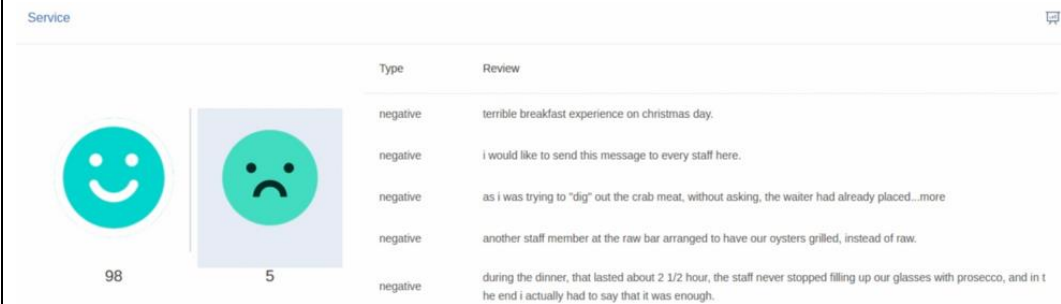 Service
Type Review
negative terrible breakfast experience on christmas day.
negative i would like to send this message to every staff here.
negative as i was trying to "dig" out the crab meat, without asking, the waiter had already placed...more
negative another staff member at the raw bar arranged to have our oysters grilled, instead of raw.
98 5
negative during the dinner, that lasted about 2 1/2 hour, the staff never stopped filling up our glasses with prosecco, and in t
he end i actually had to say that it was enough.